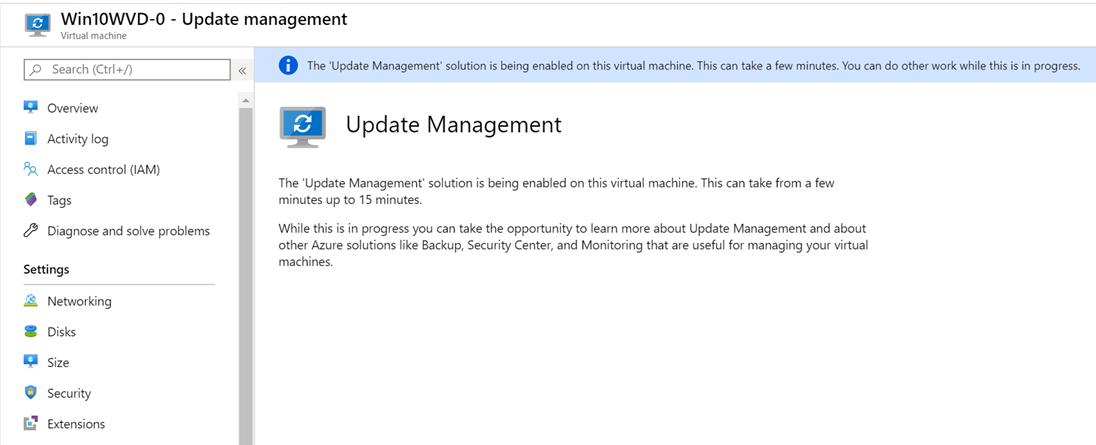 Win10WVD-0 - Update management
Virtual machine
Search (Ctrl+/)
«
The 'Update Management' solution is being enabled on this virtual machine. This can take a few minutes. You can do other work while this is in progress.
Overview
Activity log
Access control (IAM)
Tags
Diagnose and solve problems
Settings
Networking
Disks
Size
Security
Extensions
Update Management
The 'Update Management' solution is being enabled on this virtual machine. This can take from a few
minutes up to 15 minutes.
While this is in progress you can take the opportunity to learn more about Update Management and about
other Azure solutions like Backup, Security Center, and Monitoring that are useful for managing your virtual
machines.